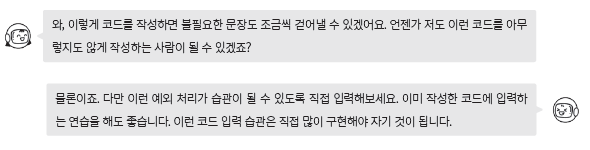 와, 이렇게 코드를 작성하면 불필요한 문장도 조금씩 걷어낼 수 있겠어요. 언젠가 저도 이런 코드를 아무
렇지도 않게 작성하는 사람이 될 수 있겠죠?
물론이죠. 다만 이런 예외 처리가 습관이 될 수 있도록 직접 입력해보세요. 이미 작성한 코드에 입력하
는 연습을 해도 좋습니다. 이런 코드 입력 습관은 직접 많이 구현해야 자기 것이 됩니다.